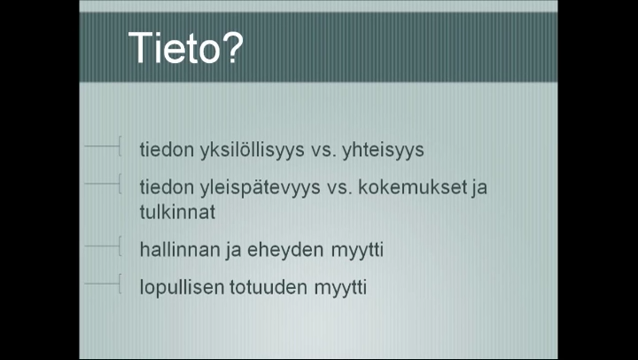 Tieto?
tiedon yksilöllisyys vs. yhteisyys
tiedon yleispätevyys vs. kokemukset ja
tulkinnat
hallinnan ja eheyden myytti
lopullisen totuuden myytti